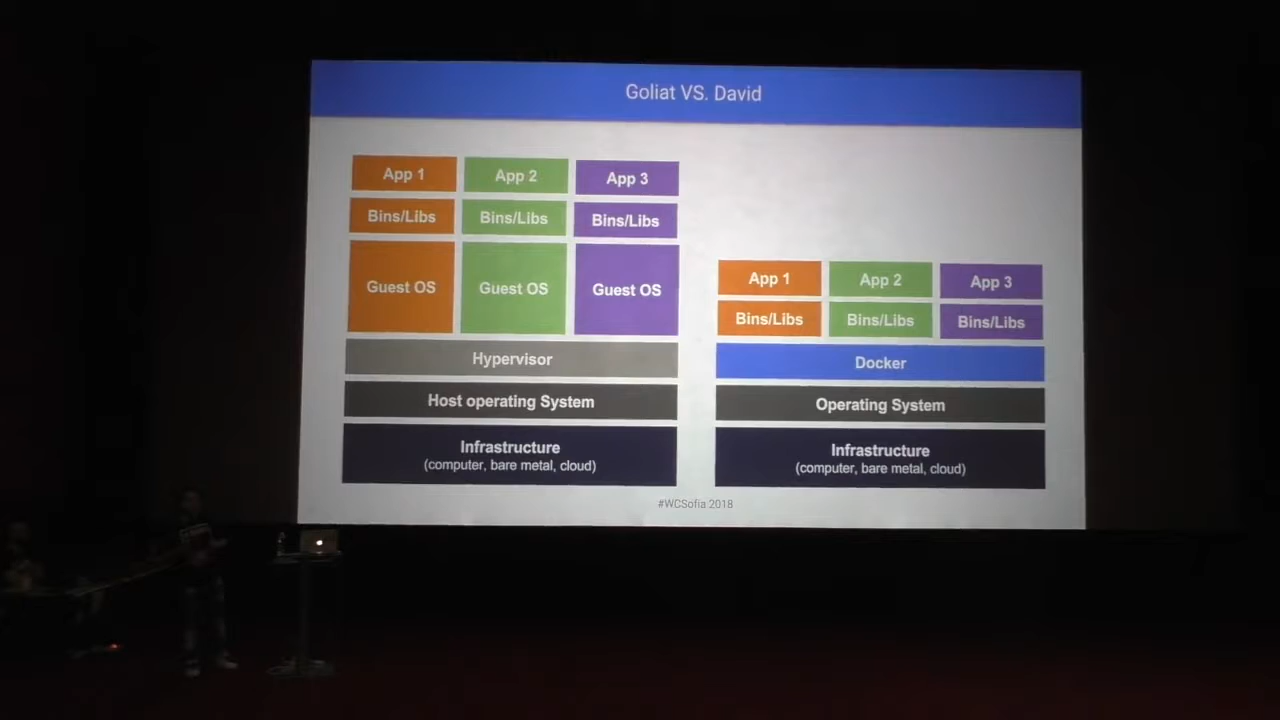 Goliat VS. David
App 1
App 2
App 3
Bins/Libs
Bins/Libs
Bins/Libs
Guest OS
Guest OS
Guest OS
Hypervisor
Host operating System
Infrastructure
(computer, bare metal, cloud)
App 1
App 2
App 3
Bins/Libs
Bins/Libs
Bins/Libs
Docker
Operating System
Infrastructure
(computer, bare metal, cloud)
#WCSofia 2018